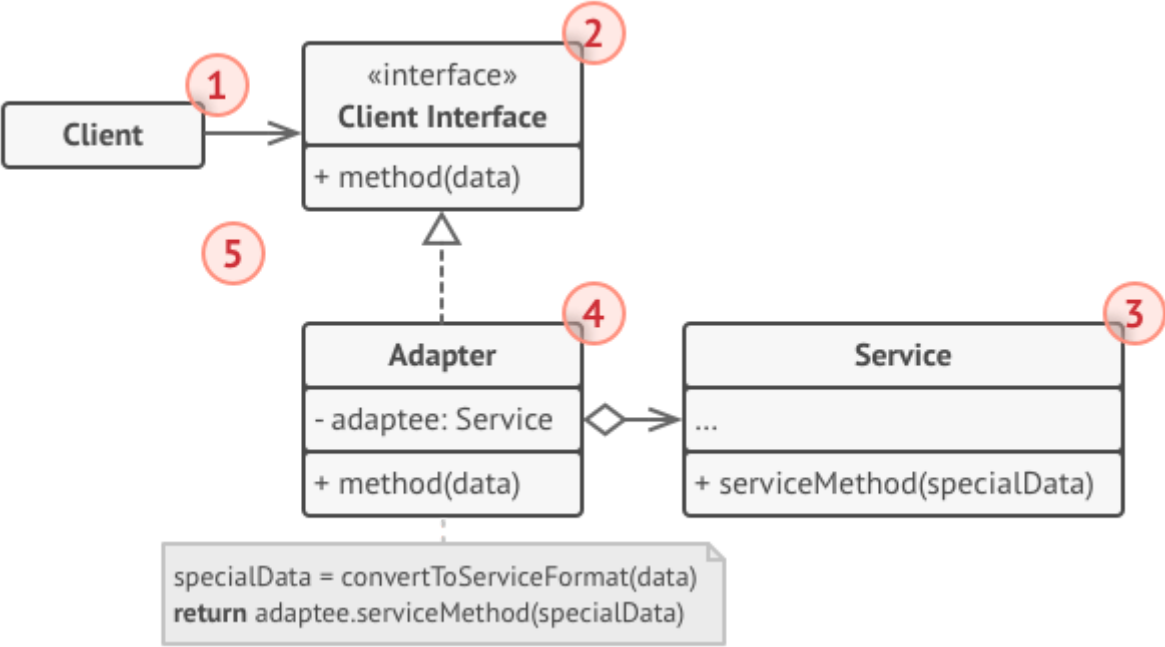 1
Client
2
«interface»
Client Interface
+ method(data)
5
4
Adapter
- adaptee: Service
+ method(data)
3
Service
...
+ serviceMethod(specialData)
specialData = convertToServiceFormat(data)
return adaptee.serviceMethod(specialData)